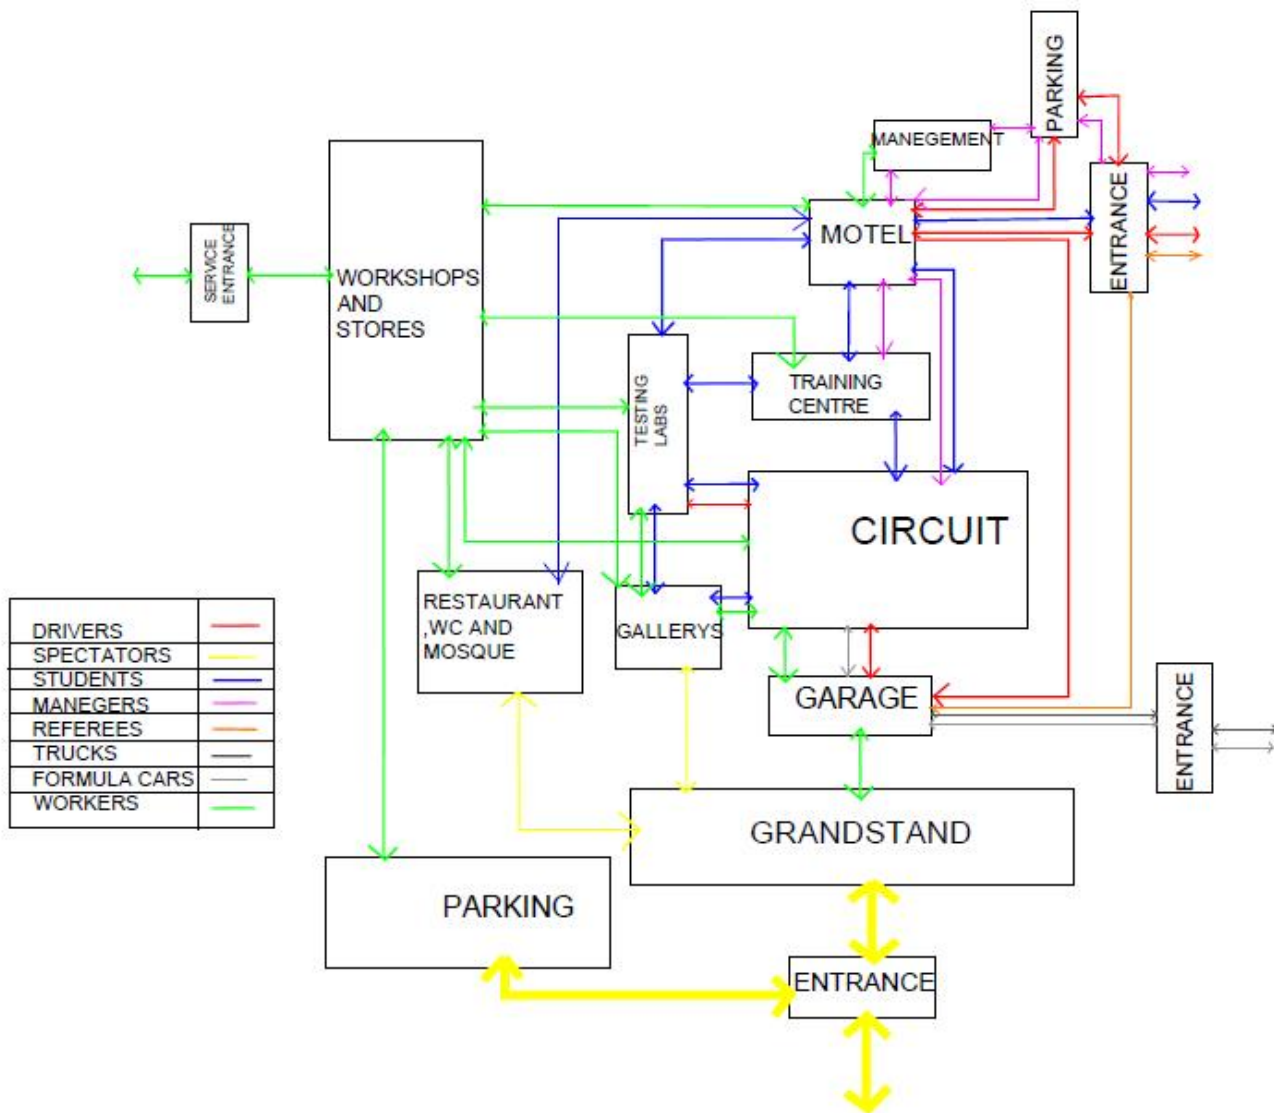 PARKING
MANEGEMENT
ENTRANCE
MOTEL
SERVICE
ENTRANCE
WORKSHOPS
AND
STORES
TESTING
LABS
TRAINING
CENTRE
CIRCUIT
RESTAURANT
,WC AND
MOSQUE
GALLERYS
GARAGE
ENTRANCE
DRIVERS
SPECTATORS
STUDENTS
MANEGERS
REFEREES
TRUCKS
FORMULA CARS
WORKERS
GRANDSTAND
PARKING
ENTRANCE